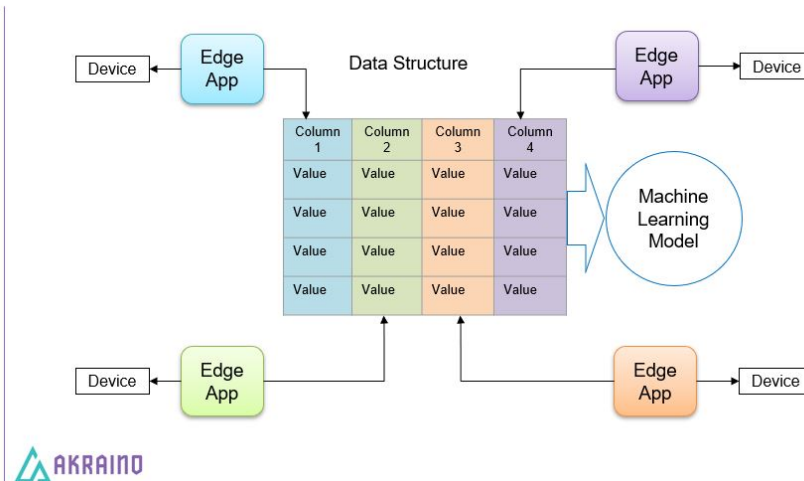 Edge
App
Device
Data Structure
Edge
App
Device
Column
1
Column
2
Column
3
Column
4
Value Value Value Value
Value Value Value Value
Value Value Value Value
Value Value Value Value
Machine
Learning
Model
Device
Edge
App
Edge
App
Device
AKRAINO